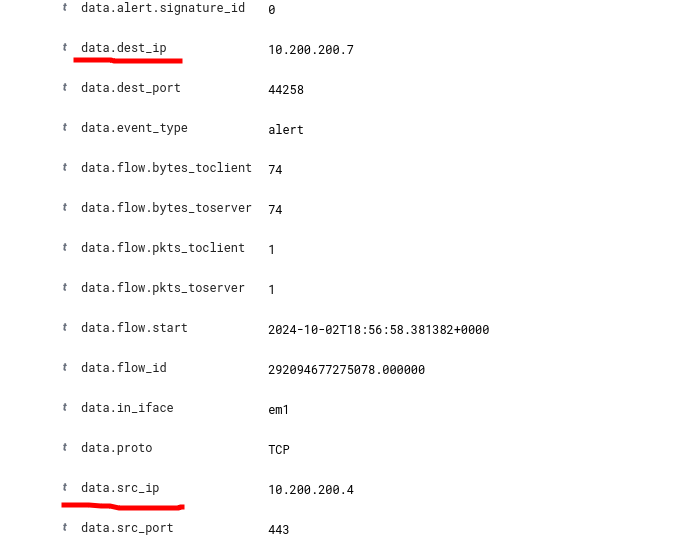 t data.alert.signature_id 0
t data.dest_ip 10.200.200.7
t data.dest_port 44258
t data.event_type alert
t data.flow.bytes_toclient 74
t data.flow.bytes_toserver 74
t data.flow.pkts_toclient 1
t data.flow.pkts_toserver 1
t data.flow.start 2024-10-02T18:56:58.381382+0000
t data.flow_id 292094677275078.000000
t data.in_iface em1
t data.proto TCP
t data.src_ip 10.200.200.4
t data.src_port 443